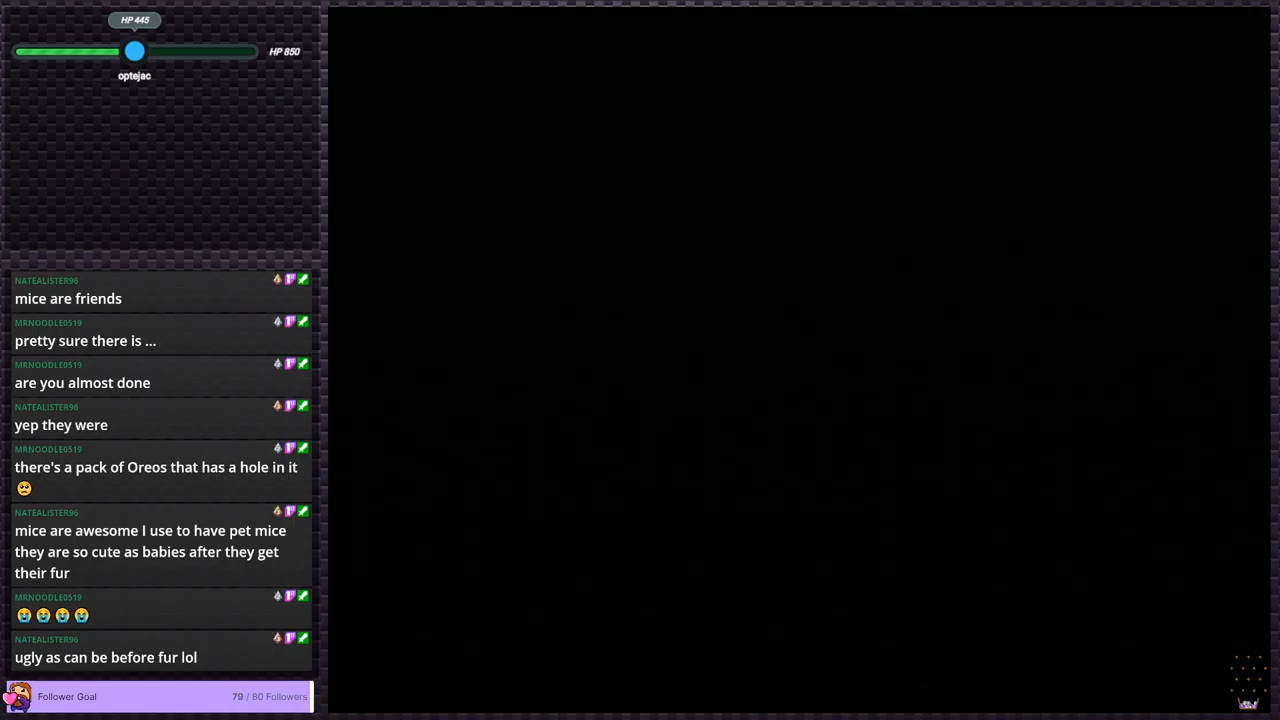 HP 445
HP 850
optejac
NATEALISTER96
mice are friends
MRNOODLE0519
pretty sure there is ...
MRNOODLE0519
are you almost done
NATEALISTER96
yep they were
MRNOODLE0519
there's a pack of Oreos that has a hole in it
🥺
NATEALISTER96
mice are awesome I use to have pet mice
they are so cute as babies after they get
their fur
MRNOODLE0519
😭😭😭😭
NATEALISTER96
ugly as can be before fur lol
Follower Goal 79 / 80 Followers